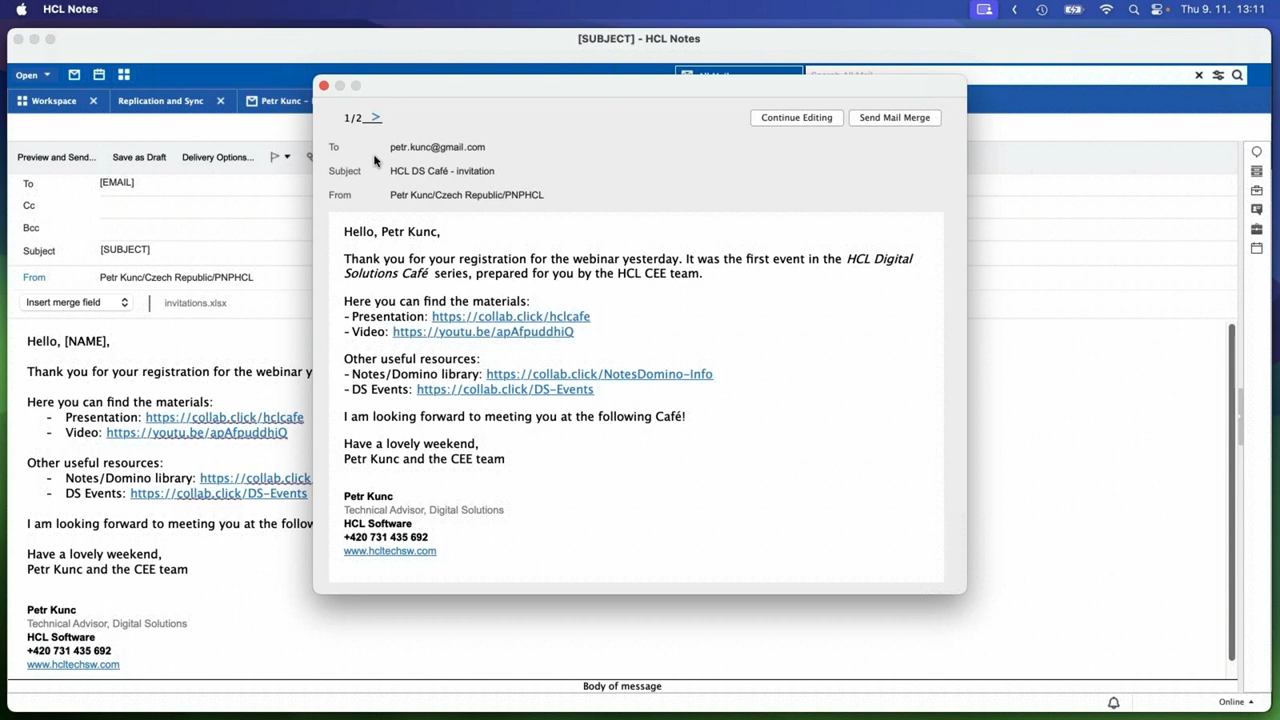 HCL Notes
Thu 9. 11. 13:11
[SUBJECT] - HCL Notes
Open
Workspace
Replication and Sync
Petr Kunc –
1/2 >
Continue Editing
Send Mail Merge
To petr.kunc@gmail.com
Subject HCL DS Café - invitation
From Petr Kunc/Czech Republic/PNPHCL
Hello, Petr Kunc,
Thank you for your registration for the webinar yesterday. It was the first event in the HCL Digital
Solutions Café series, prepared for you by the HCL CEE team.
Here you can find the materials:
- Presentation: https://collab.click/hclcafe
- Video: https://youtu.be/apAfpuddhiQ
Other useful resources:
- Notes/Domino library: https://collab.click/NotesDomino-Info
- DS Events: https://collab.click/DS-Events
I am looking forward to meeting you at the following Café!
Have a lovely weekend,
Petr Kunc and the CEE team
Petr Kunc
Technical Advisor, Digital Solutions
HCL Software
+420 731 435 692
www.hcltechsw.com
Preview and Send...
Save as Draft
Delivery Options...
To [EMAIL]
Cc
Bcc
Subject [SUBJECT]
From Petr Kunc/Czech Republic/PNPHCL
Insert merge field
invitations.xlsx
Hello, [NAME],
Thank you for your registration for the webinar y
Here you can find the materials:
- Presentation: https://collab.click/hclcafe
- Video: https://youtu.be/apAfpuddhiQ
Other useful resources:
- Notes/Domino library: https://collab.click
- DS Events: https://collab.click/DS-Events
I am looking forward to meeting you at the follow
Have a lovely weekend,
Petr Kunc and the CEE team
Petr Kunc
Technical Advisor, Digital Solutions
HCL Software
+420 731 435 692
www.hcltechsw.com
Body of message
Online